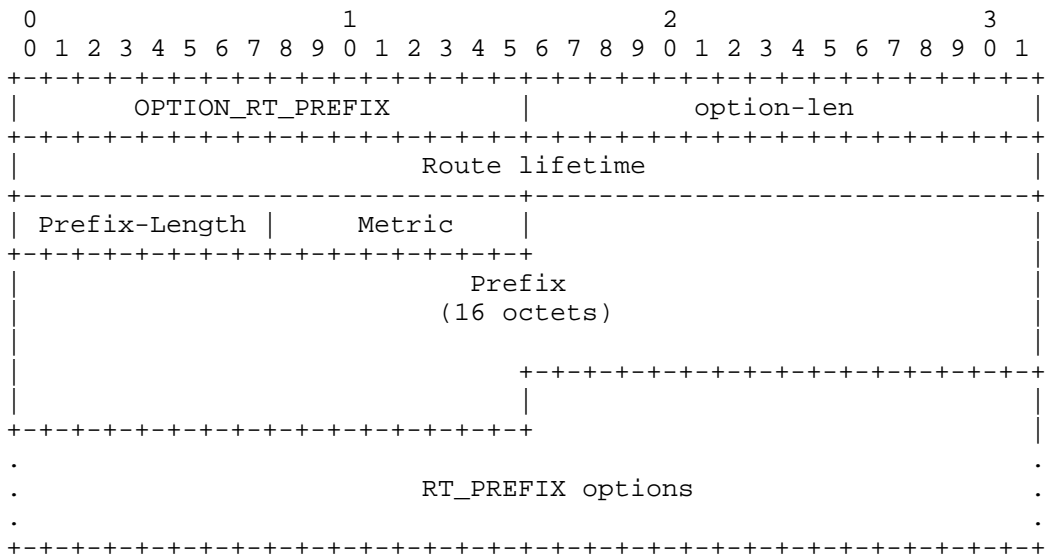 0 1 2 3
0 1 2 3 4 5 6 7 8 9 0 1 2 3 4 5 6 7 8 9 0 1 2 3 4 5 6 7 8 9 0 1
+-+-+-+-+-+-+-+-+-+-+-+-+-+-+-+-+-+-+-+-+-+-+-+-+-+-+-+-+-+-+-+-+
| OPTION_RT_PREFIX | option-len |
+-+-+-+-+-+-+-+-+-+-+-+-+-+-+-+-+-+-+-+-+-+-+-+-+-+-+-+-+-+-+-+-+
| Route lifetime |
+-------------------------------+-------------------------------+
| Prefix-Length | Metric | |
+-+-+-+-+-+-+-+-+-+-+-+-+-+-+-+-+ |
| Prefix |
| (16 octets) |
| |
| +-+-+-+-+-+-+-+-+-+-+-+-+-+-+-+-+
| | |
+-+-+-+-+-+-+-+-+-+-+-+-+-+-+-+-+ |
. .
. RT_PREFIX options .
. .
+-+-+-+-+-+-+-+-+-+-+-+-+-+-+-+-+-+-+-+-+-+-+-+-+-+-+-+-+-+-+-+-+